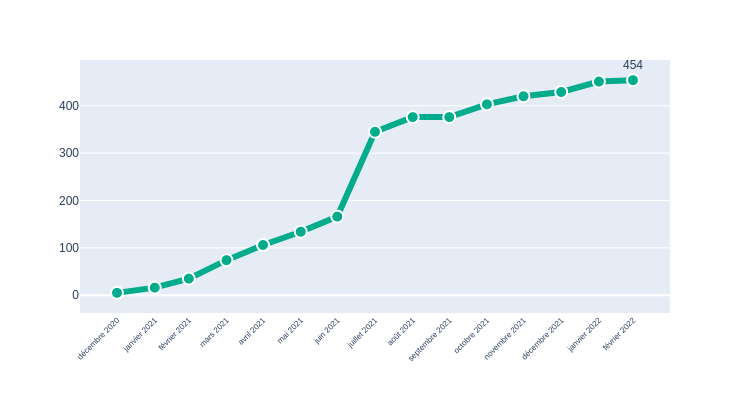 454
400
300
200
100
0
décembre 2020
janvier 2021
février 2021
mars 2021
avril 2021
mai 2021
juin 2021
juillet 2021
août 2021
septembre 2021
octobre 2021
novembre 2021
décembre 2021
janvier 2022
février 2022